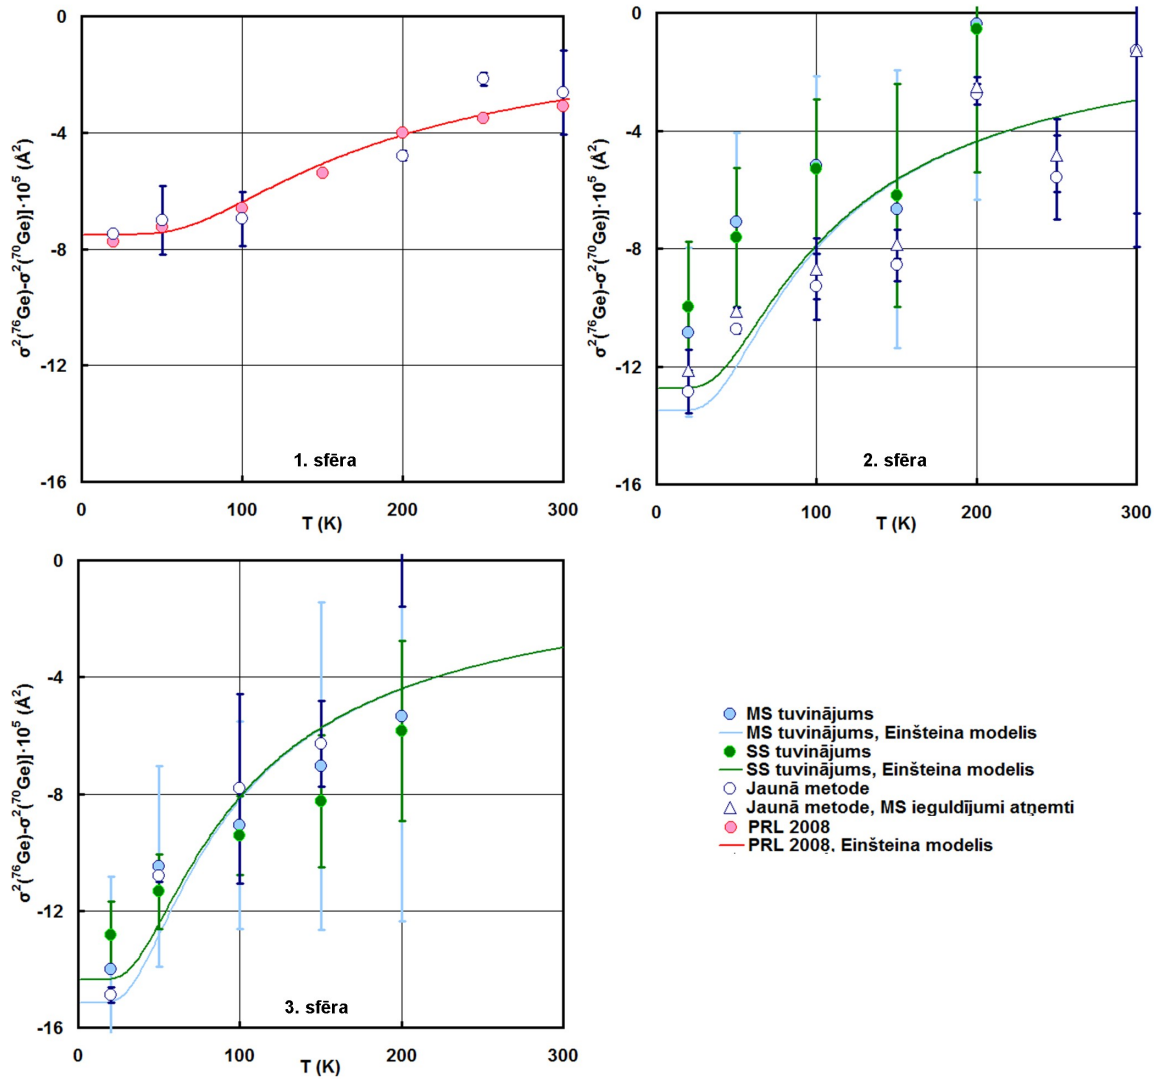 0
-4
-8
-12
-16
100
200
300
T (K)
σ²(⁷⁶Ge)-σ²(⁷⁰Ge)]·10⁵ (Å²)
1. sfēra
0
-4
-8
-12
-16
0
100
200
300
T (K)
σ²(⁷⁶Ge)-σ²(⁷⁰Ge)]·10⁵ (Å²)
2. sfēra
0
-4
-8
-12
-16
0
100
200
300
T (K)
σ²(⁷⁶Ge)-σ²(⁷⁰Ge)]·10⁵ (Å²)
3. sfēra
MS tuvinājums
MS tuvinājums, Einšteina modelis
SS tuvinājums
SS tuvinājums, Einšteina modelis
Jaunā metode
Jaunā metode, MS ieguldījumi atņemti
PRL 2008
PRL 2008, Einšteina modelis